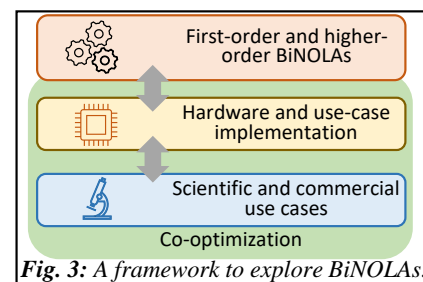 First-order and higher-
order BiNOLAs
Hardware and use-case
implementation
Scientific and commercial
use cases
Co-optimization
Fig. 3: A framework to explore BiNOLAs.